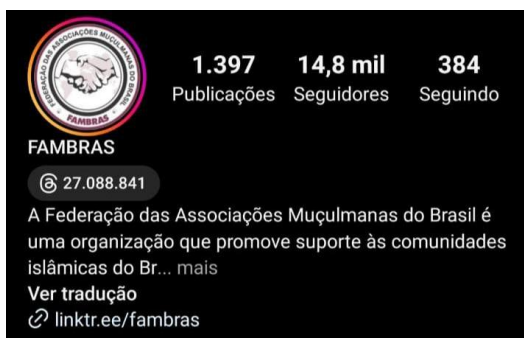 FEDERAÇÃO DAS ASSOCIAÇÕES MUÇULMANAS DO BRASIL
FAMBRAS
1.397 14,8 mil 384
Publicações Seguidores Seguindo
FAMBRAS
27.088.841
A Federação das Associações Muçulmanas do Brasil é
uma organização que promove suporte às comunidades
islâmicas do Br... mais
Ver tradução
linktr.ee/fambras